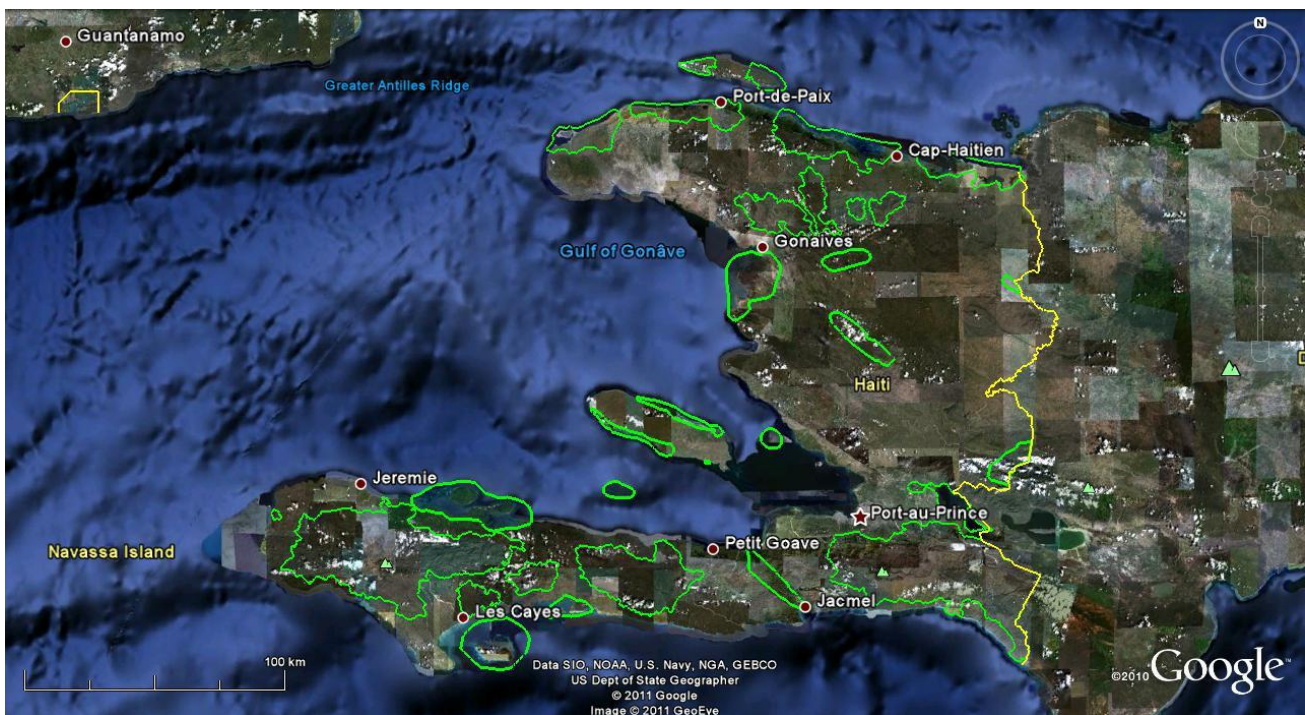 Guantanamo
N
Greater Antilles Ridge
Port-de-Paix
Cap-Haitien
Gulf of Gonâve
Gonaives
D
Haiti
Jeremie
Port-au-Prince
Navassa Island
Petit Goave
Les Cayes
Jacmel
100 km
Data SIO, NOAA, U.S. Navy, NGA, GEBCO
US Dept of State Geographer
© 2011 Google
Image © 2011 GeoEye
©2010 Google